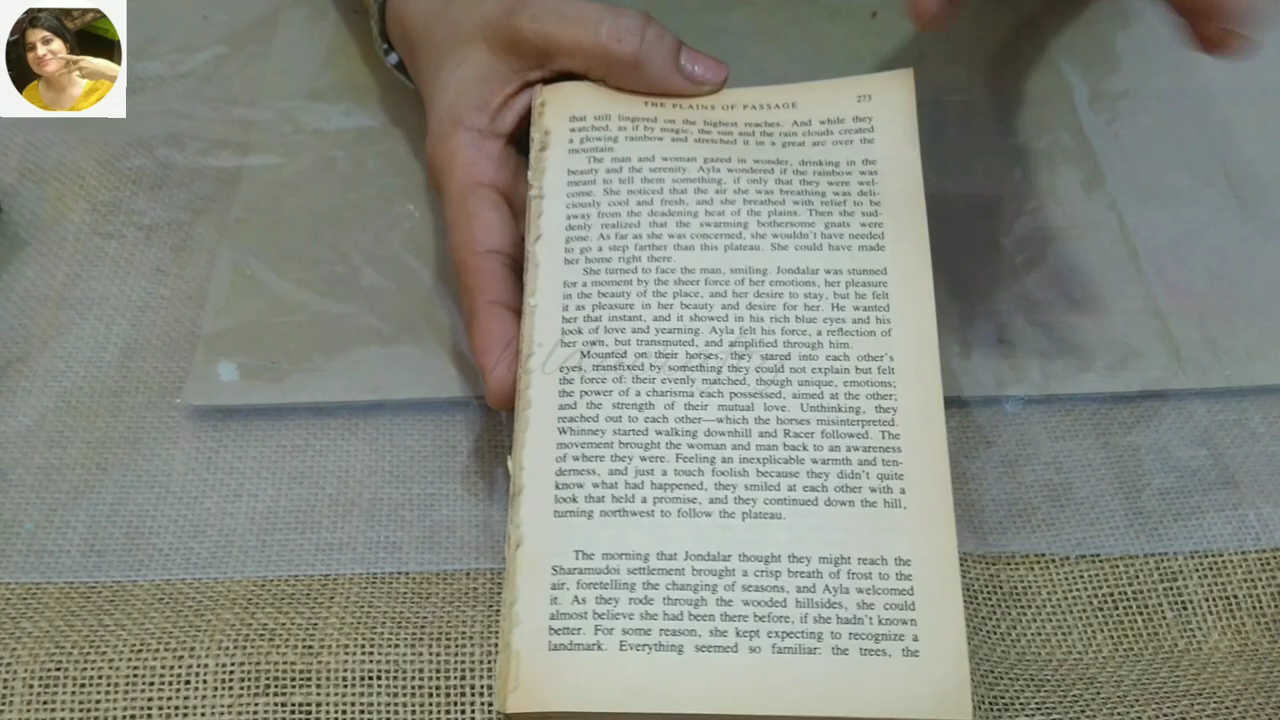 THE PLAINS OF PASSAGE 273
that still lingered on the highest reaches. And while they
watched, as if by magic, the sun and the rain clouds created
a glowing rainbow and stretched it in a great arc over the
mountain.
The man and woman gazed in wonder, drinking in the
beauty and the serenity. Ayla wondered if the rainbow was
meant to tell them something, if only that they were wel-
come. She noticed that the air she was breathing was deli-
ciously cool and fresh, and she breathed with relief to be
away from the deadening heat of the plains. Then she sud-
denly realized that the swarming bothersome gnats were
gone. As far as she was concerned, she wouldn't have needed
to go a step farther than this plateau. She could have made
her home right there.
She turned to face the man, smiling. Jondalar was stunned
for a moment by the sheer force of her emotions, her pleasure
in the beauty of the place, and her desire to stay, but he felt
it as pleasure in her beauty and desire for her. He wanted
her that instant, and it showed in his rich blue eyes and his
look of love and yearning. Ayla felt his force, a reflection of
her own, but transmuted, and amplified through him.
Mounted on their horses, they stared into each other's
eyes, transfixed by something they could not explain but felt
the force of: their evenly matched, though unique, emotions;
the power of a charisma each possessed, aimed at the other;
and the strength of their mutual love. Unthinking, they
reached out to each other—which the horses misinterpreted.
Whinney started walking downhill and Racer followed. The
movement brought the woman and man back to an awareness
of where they were. Feeling an inexplicable warmth and ten-
derness, and just a touch foolish because they didn't quite
know what had happened, they smiled at each other with a
look that held a promise, and they continued down the hill,
turning northwest to follow the plateau.
The morning that Jondalar thought they might reach the
Sharamudoi settlement brought a crisp breath of frost to the
air, foretelling the changing of seasons, and Ayla welcomed
it. As they rode through the wooded hillsides, she could
almost believe she had been there before, if she hadn't known
better. For some reason, she kept expecting to recognize a
landmark. Everything seemed so familiar: the trees, the